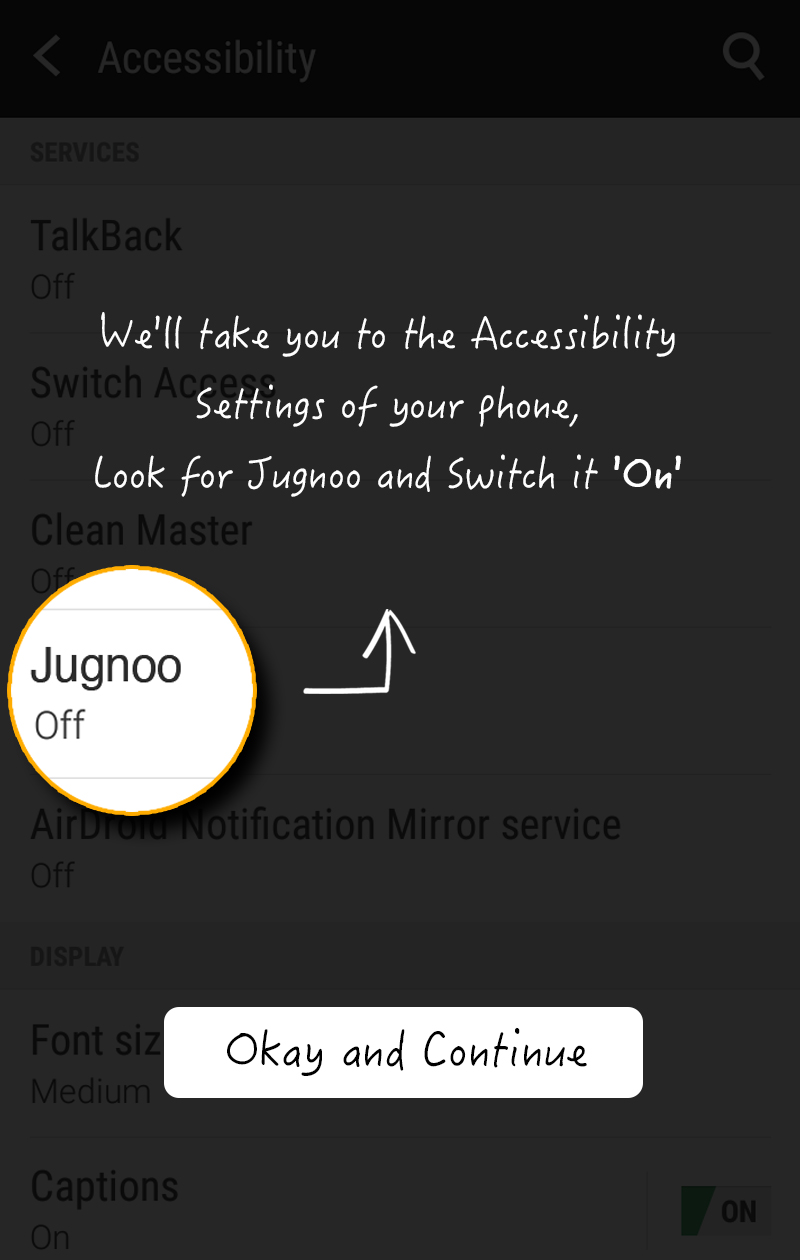 Accessibility
SERVICES
TalkBack
Off
We'll take you to the Accessibility
Switch Access
Settings of your phone,
Off
Look for Jugnoo and Switch it 'On'
Clean Master
Off
Jugnoo
Off
AirDroid Notification Mirror service
Off
DISPLAY
Font siz
Okay and Continue
Medium
Captions
On
ON